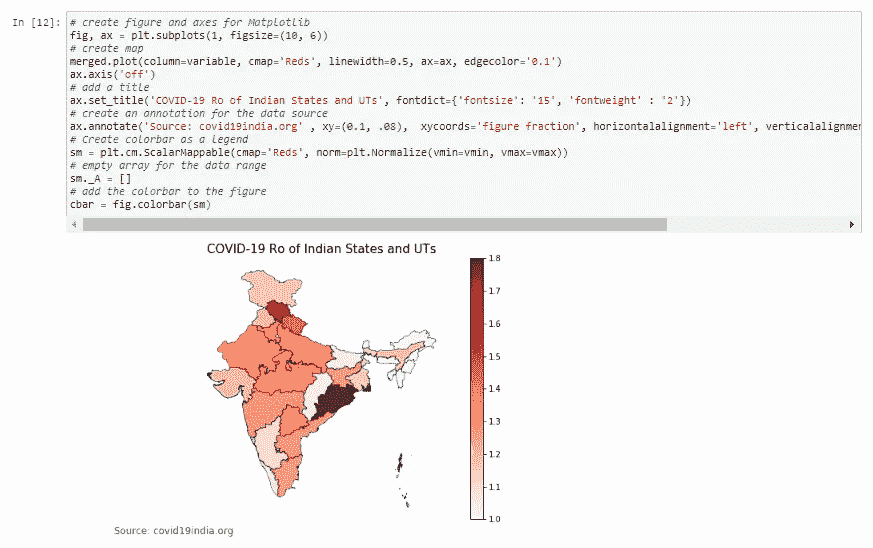 In [12]:
# create figure and axes for Matplotlib
fig, ax = plt.subplots(1, figsize=(10, 6))
# create map
merged.plot(column=variable, cmap='Reds', linewidth=0.5, ax=ax, edgecolor='0.1')
ax.axis('off')
# add a title
ax.set_title('COVID-19 Ro of Indian States and UTs', fontdict={'fontsize': '15', 'fontweight' : '2'})
# create an annotation for the data source
ax.annotate('Source: covid19india.org' , xy=(0.1, .08),  xycoords='figure fraction', horizontalalignment='left', verticalalignmen
# Create colorbar as a legend
sm = plt.cm.ScalarMappable(cmap='Reds', norm=plt.Normalize(vmin=vmin, vmax=vmax))
# empty array for the data range
sm._A = []
# add the colorbar to the figure
cbar = fig.colorbar(sm)
COVID-19 Ro of Indian States and UTs
1.8
1.7
1.6
1.5
1.4
1.3
1.2
1.1
1.0
Source: covid19india.org